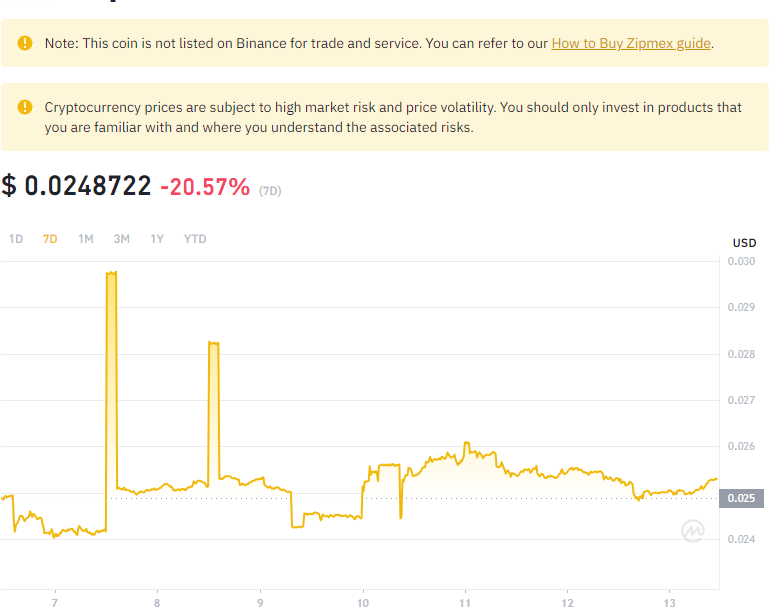 Note: This coin is not listed on Binance for trade and service. You can refer to our How to Buy Zipmex guide.
Cryptocurrency prices are subject to high market risk and price volatility. You should only invest in products that
you are familiar with and where you understand the associated risks.
$ 0.0248722 -20.57% (7D)
1D 7D 1M 3M 1Y YTD
USD
0.030
0.029
0.028
0.027
0.026
0.025
0.024
7 8 9 10 11 12 13